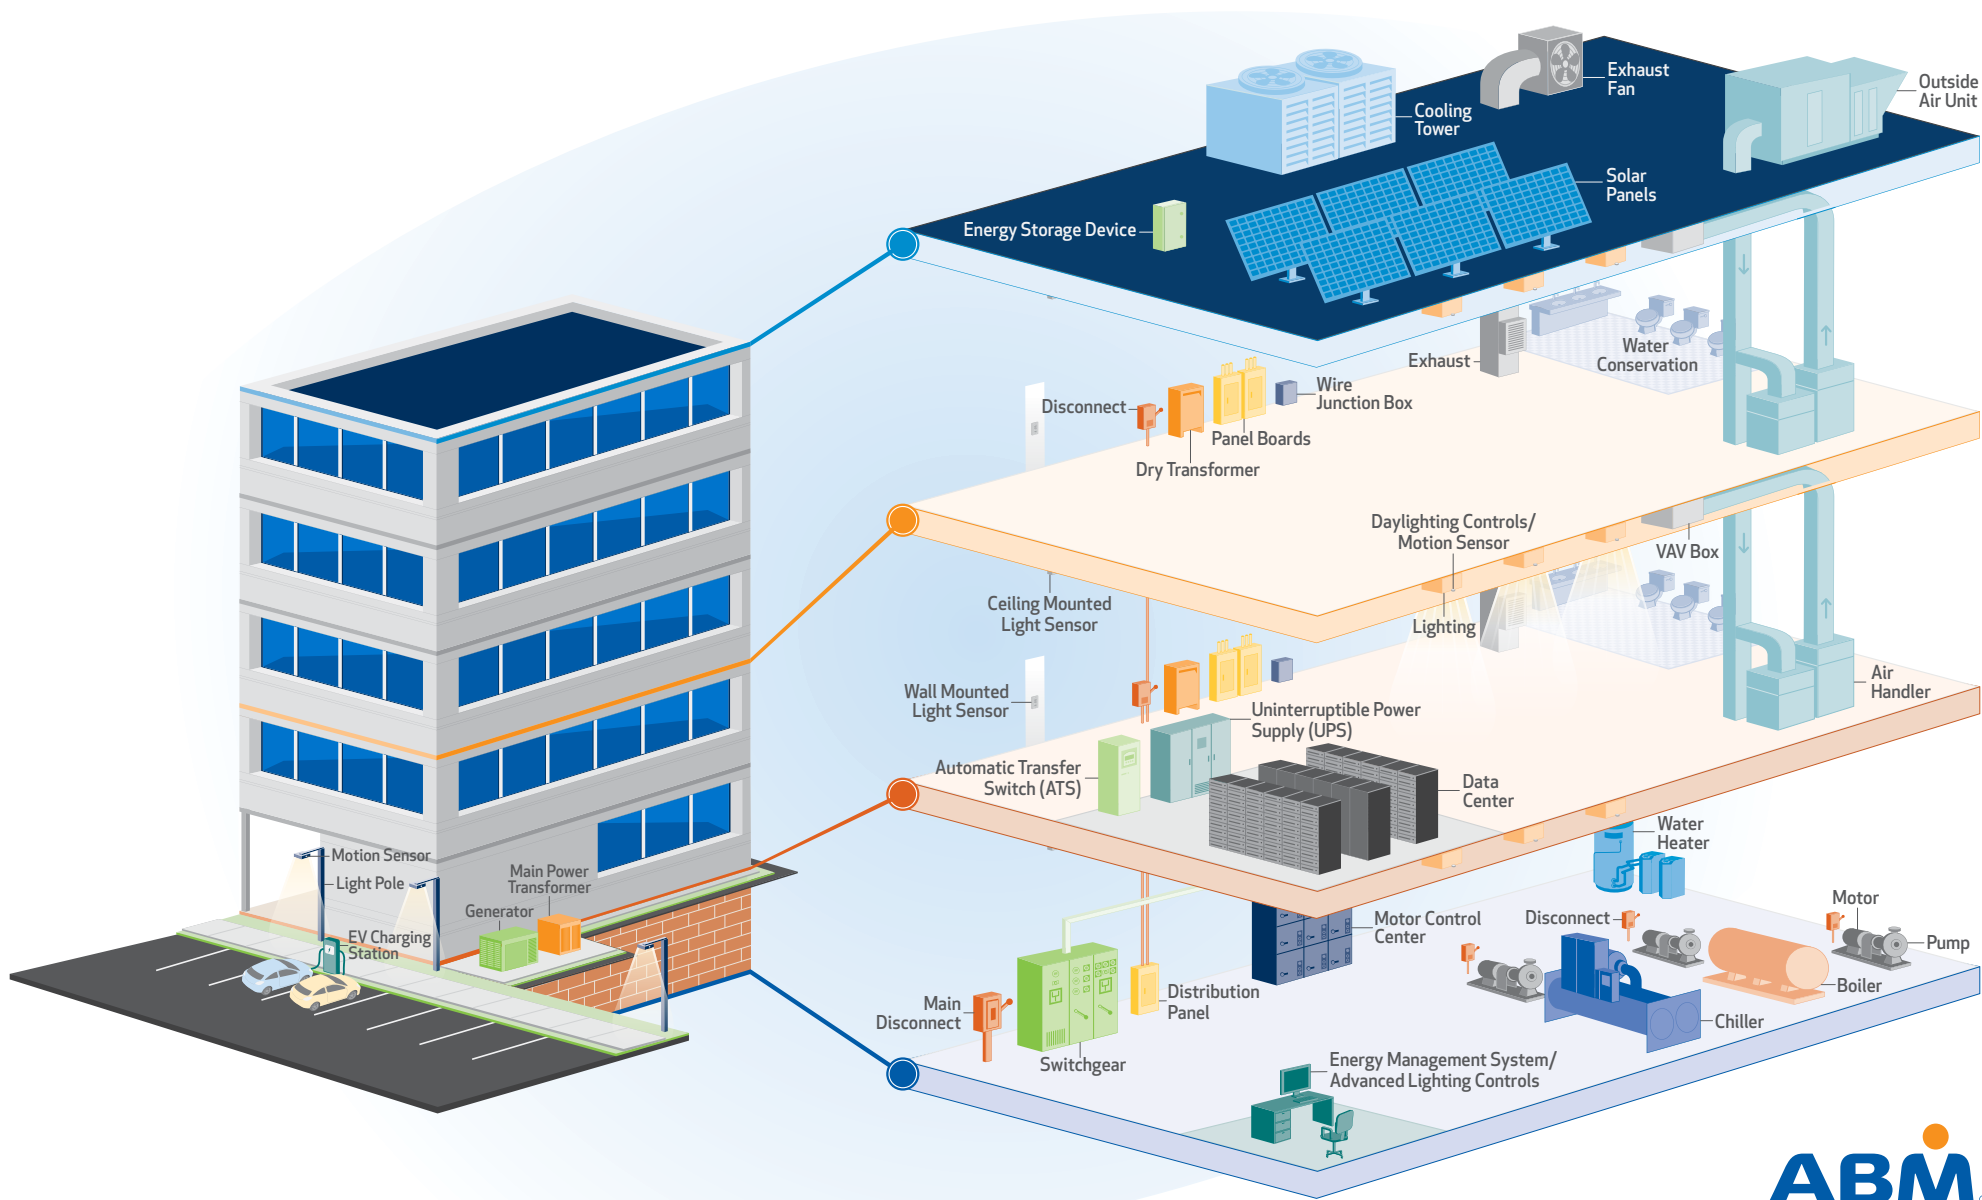 Exhaust
Fan
Outside
Air Unit
Cooling
Tower
Solar
Panels
Energy Storage Device
Water
Conservation
Exhaust
Wire
Junction Box
Disconnect
Panel Boards
Dry Transformer
Daylighting Controls/
Motion Sensor
VAV Box
Ceiling Mounted
Light Sensor
Lighting
Air
Handler
Wall Mounted
Light Sensor
Uninterruptible Power
Supply (UPS)
Automatic Transfer
Switch (ATS)
Data
Center
Water
Heater
Motion Sensor
Light Pole
Main Power
Transformer
Generator
EV Charging
Station
Motor Control
Center
Disconnect
Motor
Pump
Boiler
Chiller
Main
Disconnect
Distribution
Panel
Switchgear
Energy Management System/
Advanced Lighting Controls
ABM